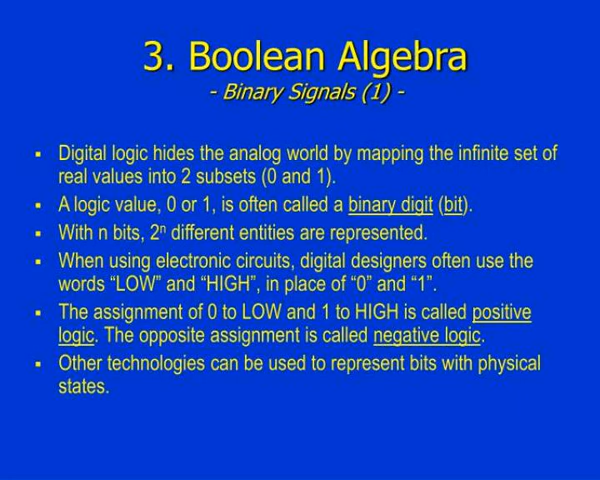 3. Boolean Algebra
- Binary Signals (1) -
▪ Digital logic hides the analog world by mapping the infinite set of
real values into 2 subsets (0 and 1).
▪ A logic value, 0 or 1, is often called a binary digit (bit).
▪ With n bits, 2ⁿ different entities are represented.
▪ When using electronic circuits, digital designers often use the
words “LOW” and “HIGH”, in place of “0” and “1”.
▪ The assignment of 0 to LOW and 1 to HIGH is called positive
logic. The opposite assignment is called negative logic.
▪ Other technologies can be used to represent bits with physical
states.